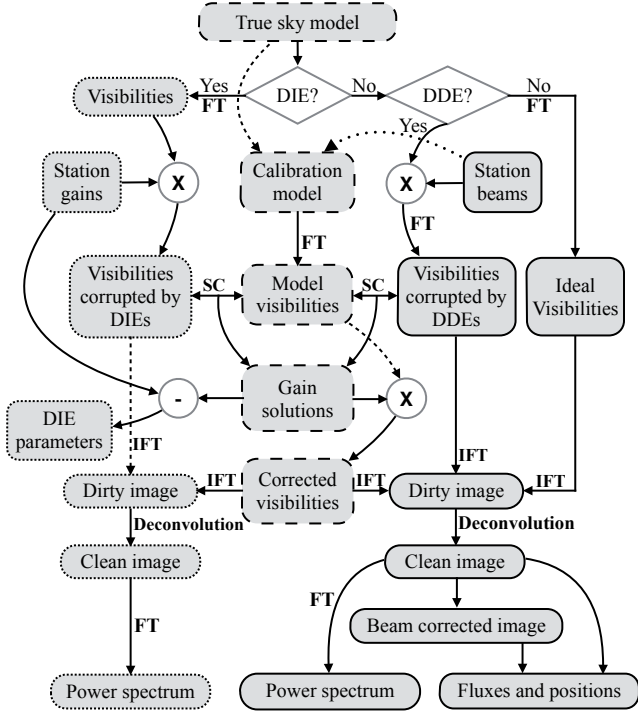 True sky model
Yes
FT
DIE?
No
DDE?
No
FT
Visibilities
Yes
Station
gains
X
Calibration
model
X
Station
beams
FT
FT
Visibilities
corrupted by
DIEs
SC
Model
visibilities
SC
Visibilities
corrupted by
DDEs
Ideal
Visibilities
-
Gain
solutions
X
DIE
parameters
IFT
IFT
IFT
Dirty image
IFT
Corrected
visibilities
IFT
Dirty image
Deconvolution
Deconvolution
Clean image
Clean image
FT
FT
Beam corrected image
Power spectrum
Power spectrum
Fluxes and positions